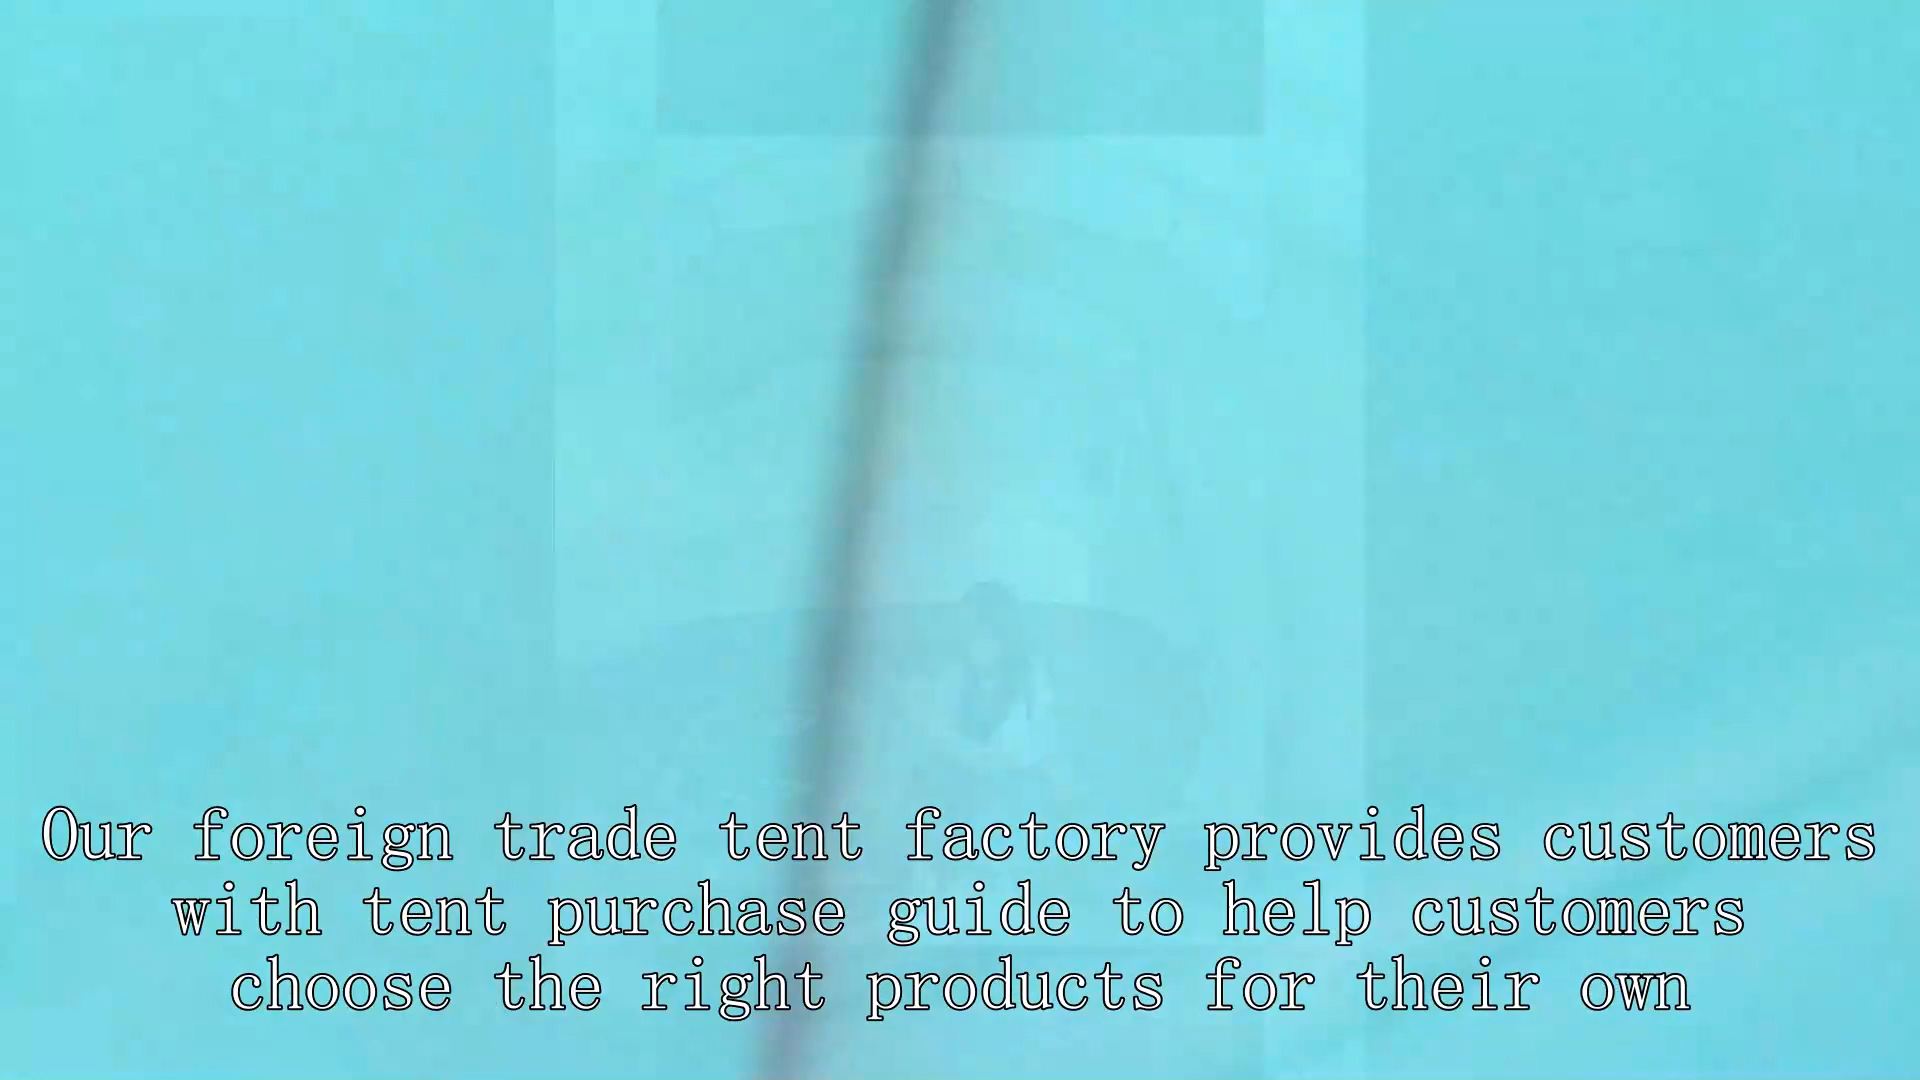 Our foreign trade tent factory provides customers
with tent purchase guide to help customers
choose the right products for their own